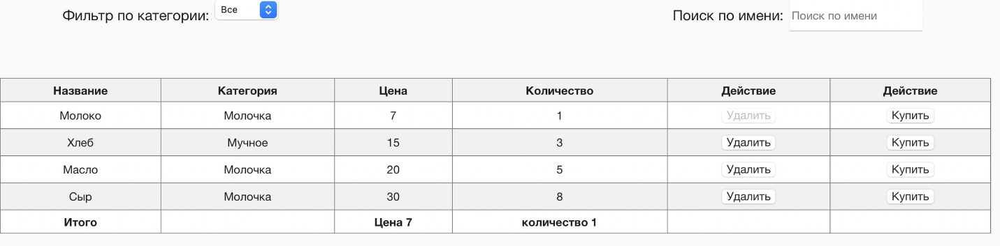 Фильтр по категории: Все Поиск по имени: Поиск по имени
Название Категория Цена Количество Действие Действие
Молоко Молочка 7 1 Удалить Купить
Хлеб Мучное 15 3 Удалить Купить
Масло Молочка 20 5 Удалить Купить
Сыр Молочка 30 8 Удалить Купить
Итого Цена 7 количество 1